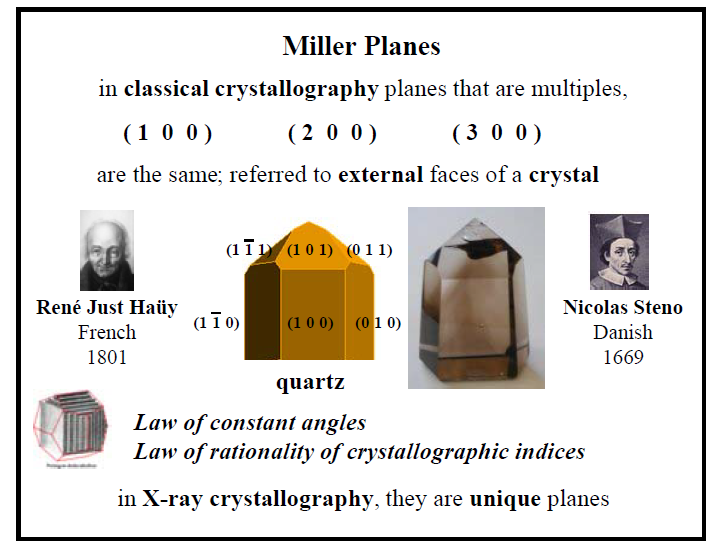 Miller Planes
in classical crystallography planes that are multiples,
( 1 0 0 ) ( 2 0 0 ) ( 3 0 0 )
are the same; referred to external faces of a crystal
(1 1̅ 1) (1 0 1) (0 1 1)
René Just Haüy
French
1801
(1 1̅ 0) (1 0 0) (0 1 0)
quartz
Nicolas Steno
Danish
1669
Law of constant angles
Law of rationality of crystallographic indices
in X-ray crystallography, they are unique planes